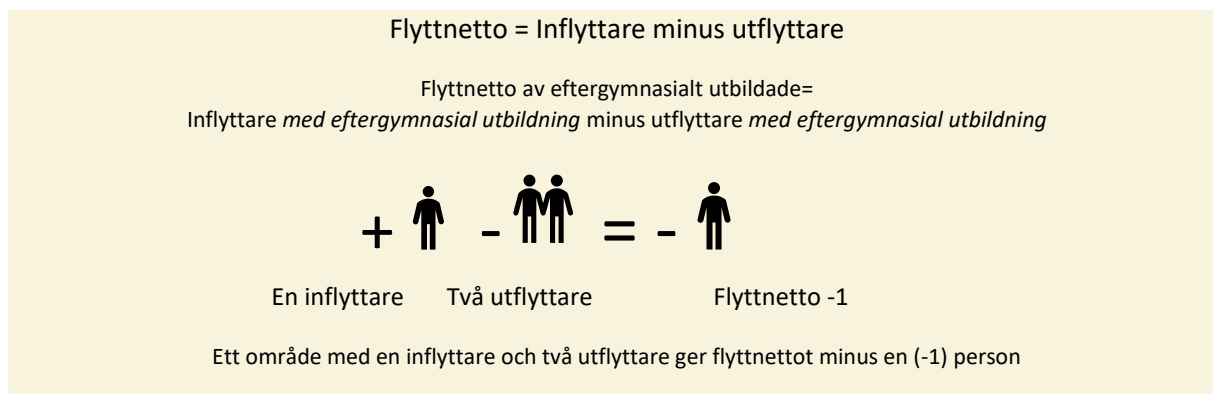 Flyttnetto = Inflyttare minus utflyttare
Flyttnetto av eftergymnasialt utbildade=
Inflyttare med eftergymnasial utbildning minus utflyttare med eftergymnasial utbildning
+ - = -
En inflyttare Två utflyttare Flyttnetto -1
Ett område med en inflyttare och två utflyttare ger flyttnettot minus en (-1) person